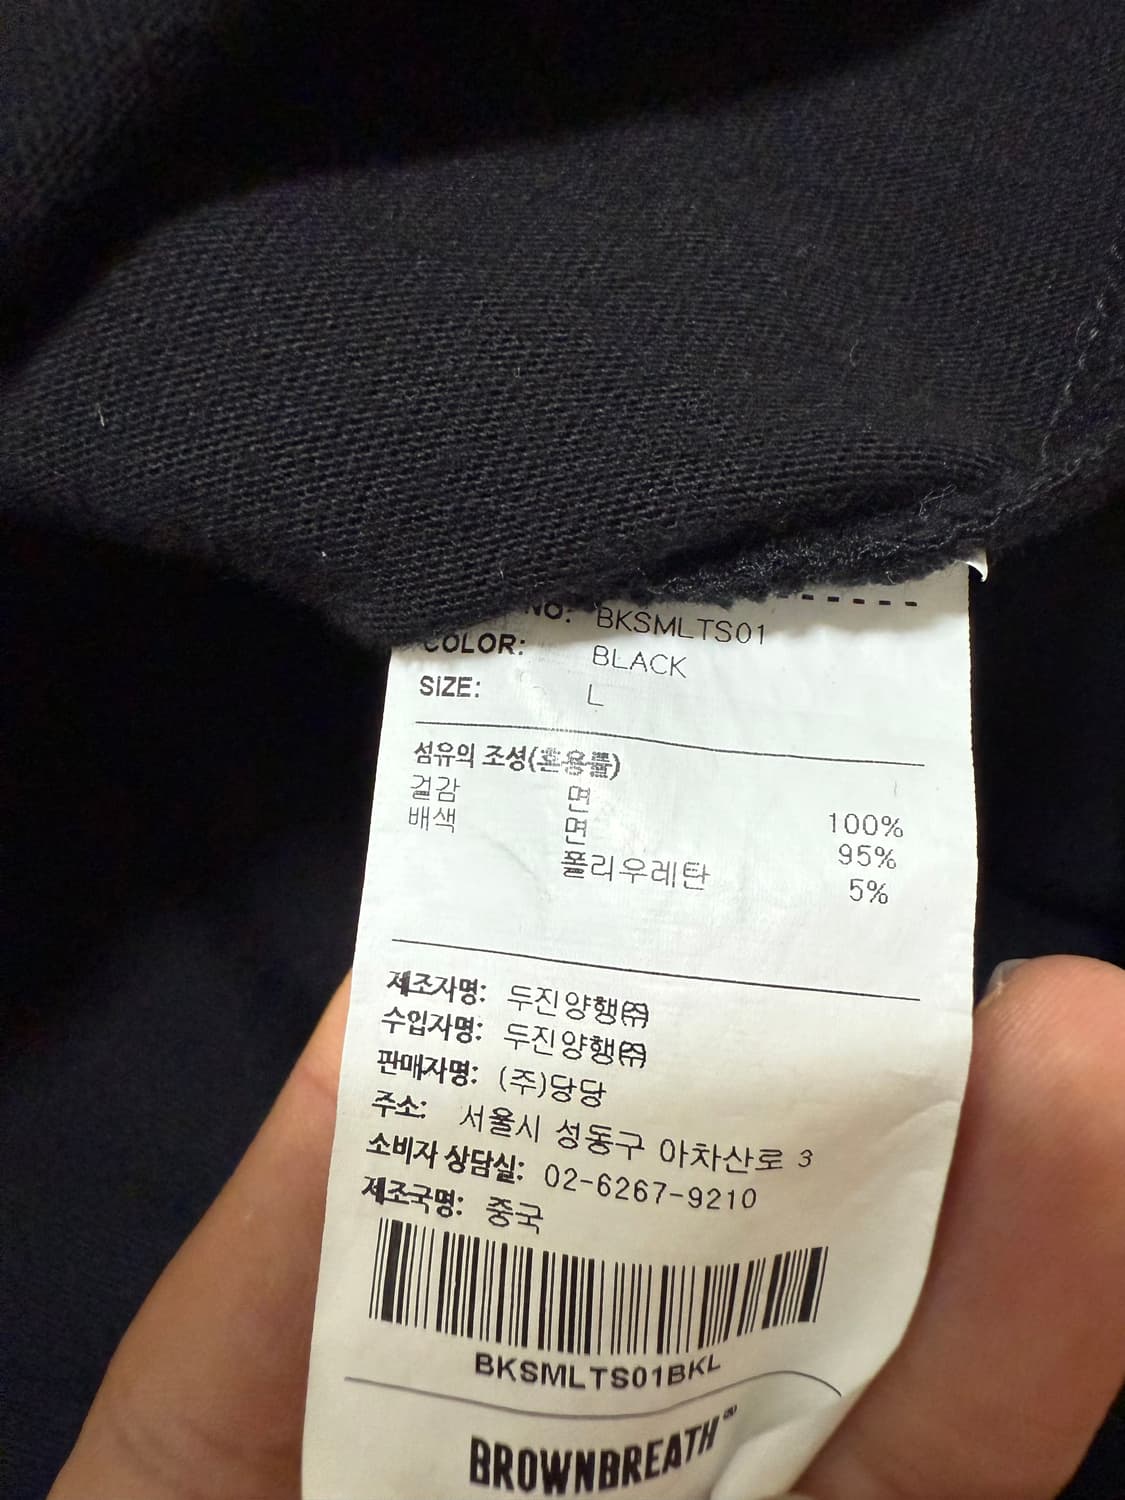 NO: BKSMLTS01
COLOR: BLACK
SIZE: L
섬유의 조성(혼용률)
겉감 면 100%
배색 면 95%
폴리우레탄 5%
제조자명: 두진양행㈜
수입자명: 두진양행㈜
판매자명: (주)당당
주소: 서울시 성동구 아차산로 3
소비자 상담실: 02-6267-9210
제조국명: 중국
BKSMLTS01BKL
BROWNBREATH®